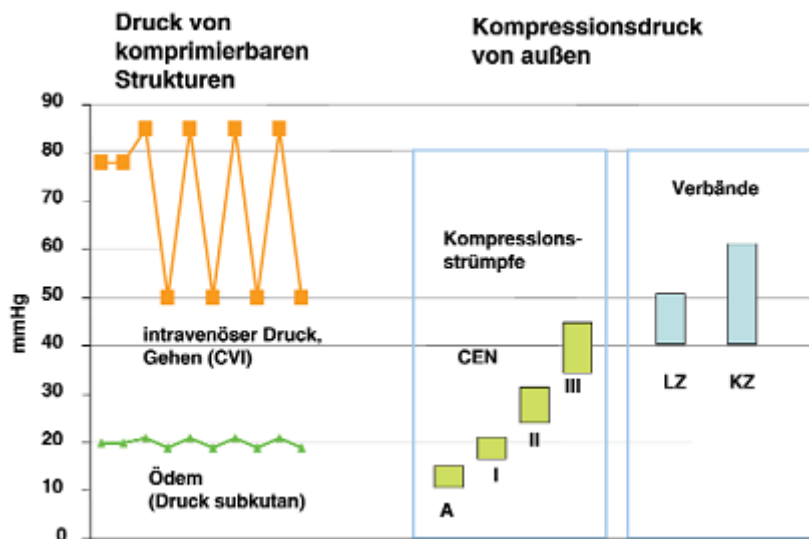 Druck von
komprimierbaren
Strukturen
Kompressionsdruck
von außen
90
80
70
60
50
40
30
20
10
0
mmHg
intravenöser Druck,
Gehen (CVI)
Ödem
(Druck subkutan)
Kompressions-
strümpfe
CEN
A
I
II
III
Verbände
LZ
KZ